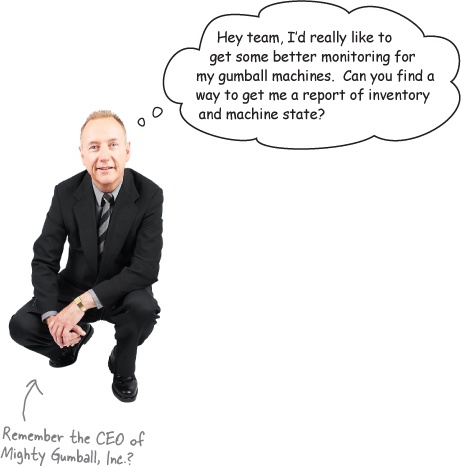 Hey team, I'd really like to
get some better monitoring for
my gumball machines. Can you find a
way to get me a report of inventory
and machine state?
Remember the CEO of
Mighty Gumball, Inc.?